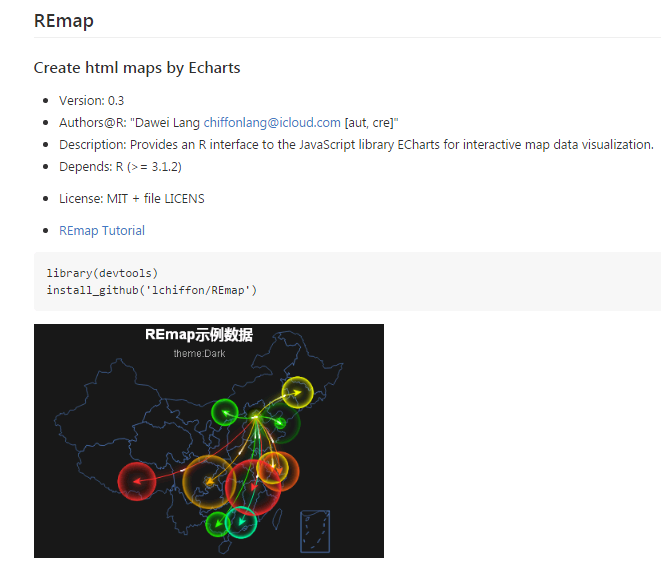 REmap
Create html maps by Echarts
Version: 0.3
Authors@R: "Dawei Lang chiffonlang@icloud.com [aut, cre]"
Description: Provides an R interface to the JavaScript library ECharts for interactive map data visualization.
Depends: R (>= 3.1.2)
License: MIT + file LICENS
REmap Tutorial
library(devtools)
install_github('lchiffon/REmap')
REmap示例数据
theme:Dark